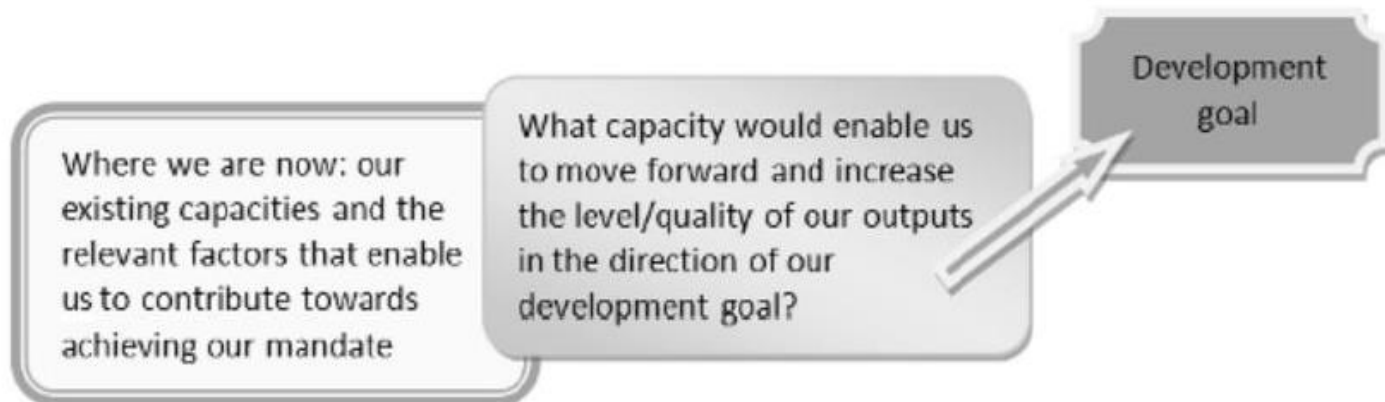 Where we are now: our
existing capacities and the
relevant factors that enable
us to contribute towards
achieving our mandate
What capacity would enable us
to move forward and increase
the level/quality of our outputs
in the direction of our
development goal?
Development
goal